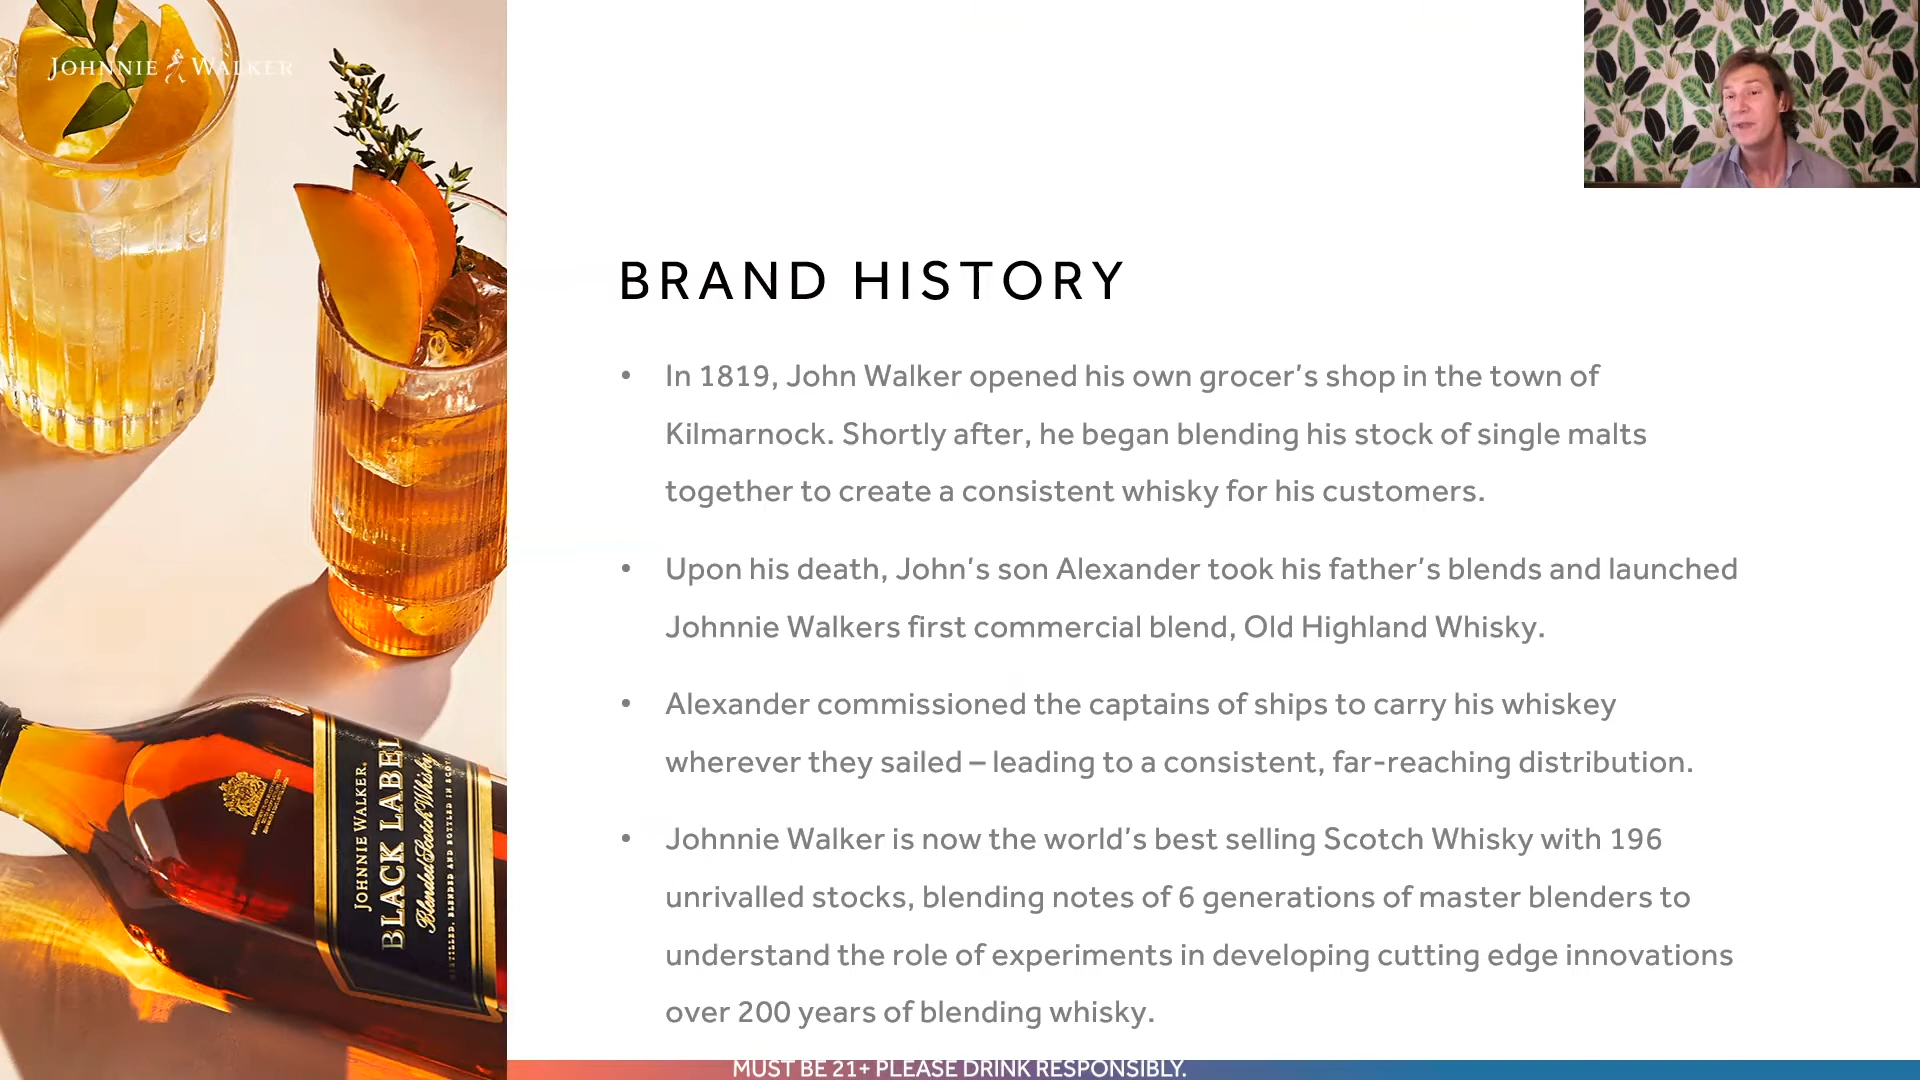 JOHNNIE WALKER
BRAND HISTORY
• In 1819, John Walker opened his own grocer’s shop in the town of
Kilmarnock. Shortly after, he began blending his stock of single malts
together to create a consistent whisky for his customers.
• Upon his death, John’s son Alexander took his father’s blends and launched
Johnnie Walkers first commercial blend, Old Highland Whisky.
• Alexander commissioned the captains of ships to carry his whiskey
wherever they sailed – leading to a consistent, far-reaching distribution.
• Johnnie Walker is now the world’s best selling Scotch Whisky with 196
unrivalled stocks, blending notes of 6 generations of master blenders to
understand the role of experiments in developing cutting edge innovations
over 200 years of blending whisky.
JOHNNIE WALKER.
BLACK LABEL
Blended Scotch Whisky
MUST BE 21+ PLEASE DRINK RESPONSIBLY.